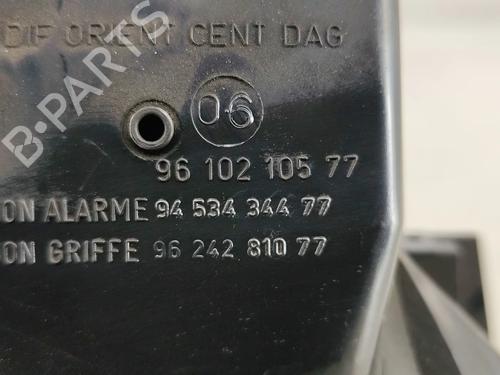 DIF ORIENT CENT DAG
06
96 102 105 77
ON ALARME 94 534 344 77
ON GRIFFE 96 242 810 77
B-PARTS